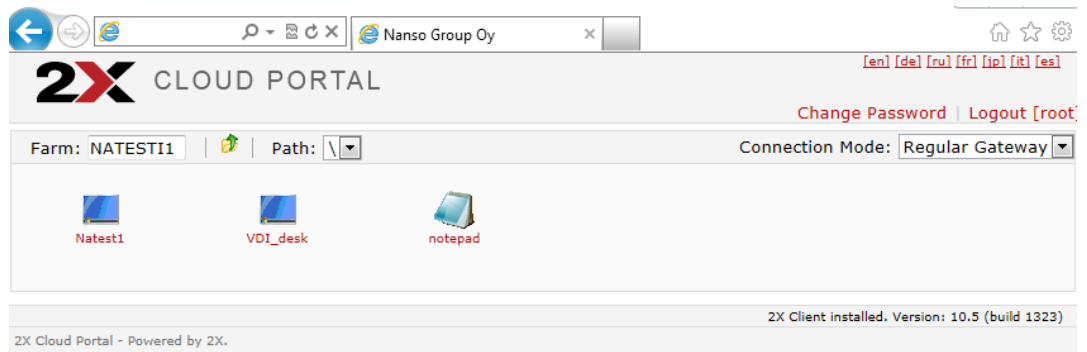 Nanso Group Oy
2X CLOUD PORTAL
[en] [de] [ru] [fr] [jp] [it] [es]
Change Password | Logout [root]
Farm: NATESTI1 | | Path: \ Connection Mode: Regular Gateway
Natest1 VDI_desk notepad
2X Client installed. Version: 10.5 (build 1323)
2X Cloud Portal - Powered by 2X.